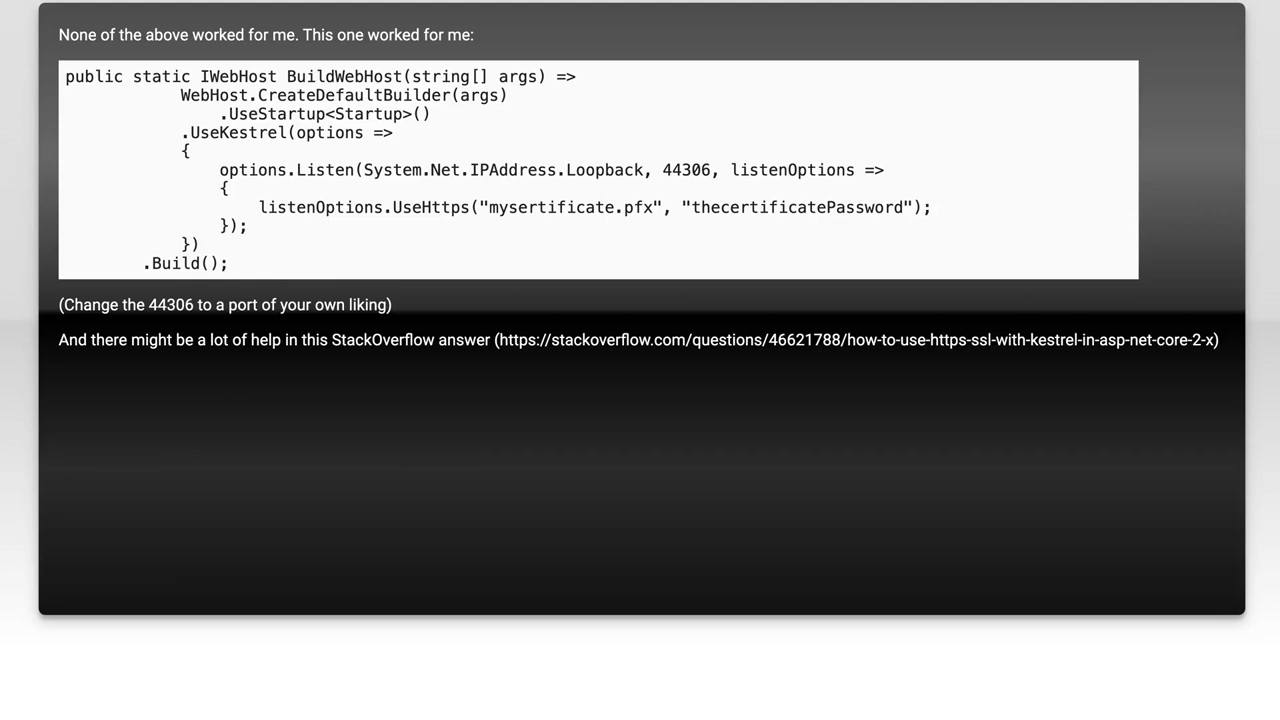 None of the above worked for me. This one worked for me:
public static IWebHost BuildWebHost(string[] args) =>
            WebHost.CreateDefaultBuilder(args)
                .UseStartup<Startup>()
            .UseKestrel(options =>
            {
                options.Listen(System.Net.IPAddress.Loopback, 44306, listenOptions =>
                {
                    listenOptions.UseHttps("mysertificate.pfx", "thecertificatePassword");
                });
            })
        .Build();
(Change the 44306 to a port of your own liking)
And there might be a lot of help in this StackOverflow answer (https://stackoverflow.com/questions/46621788/how-to-use-https-ssl-with-kestrel-in-asp-net-core-2-x)